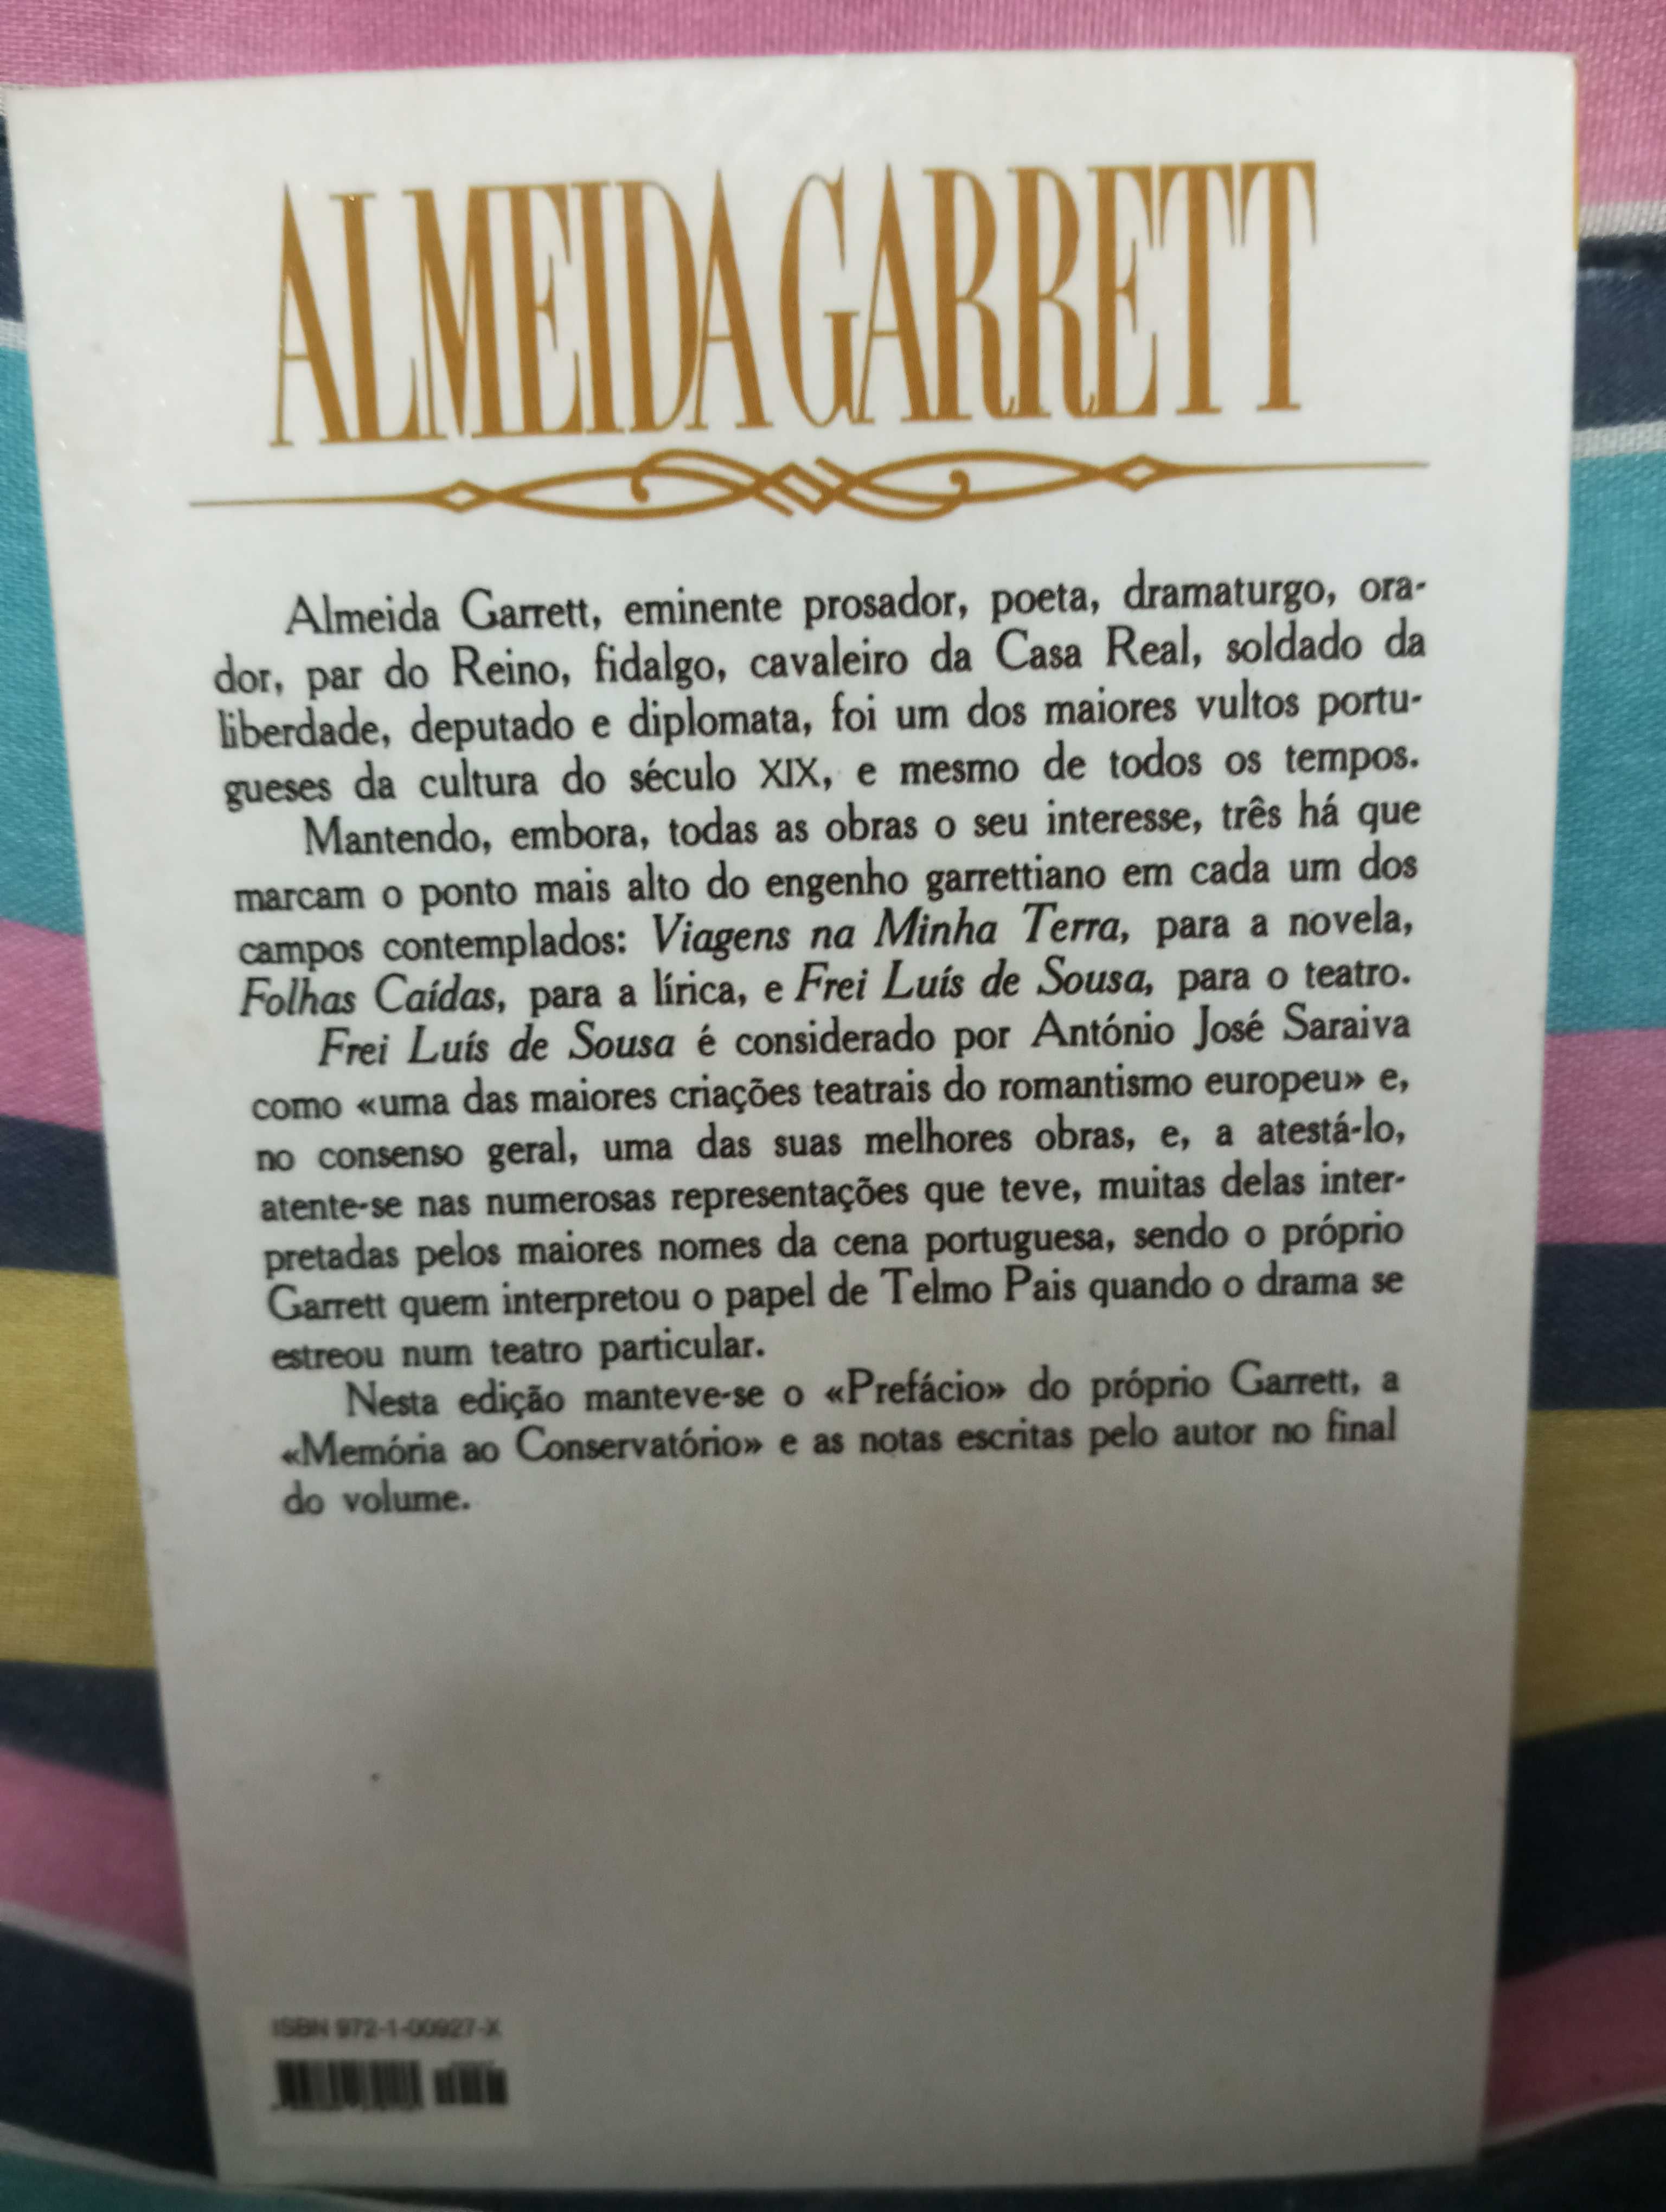 ALMEIDA GARRETT
Almeida Garrett, eminente prosador, poeta, dramaturgo, ora-
dor, par do Reino, fidalgo, cavaleiro da Casa Real, soldado da
liberdade, deputado e diplomata, foi um dos maiores vultos portu-
gueses da cultura do século XIX, e mesmo de todos os tempos.
Mantendo, embora, todas as obras o seu interesse, três há que
marcam o ponto mais alto do engenho garrettiano em cada um dos
campos contemplados: Viagens na Minha Terra, para a novela,
Folhas Caídas, para a lírica, e Frei Luís de Sousa, para o teatro.
Frei Luís de Sousa é considerado por António José Saraiva
como «uma das maiores criações teatrais do romantismo europeu» e,
no consenso geral, uma das suas melhores obras, e, a atestá-lo,
atente-se nas numerosas representações que teve, muitas delas inter-
pretadas pelos maiores nomes da cena portuguesa, sendo o próprio
Garrett quem interpretou o papel de Telmo Pais quando o drama se
estreou num teatro particular.
Nesta edição manteve-se o «Prefácio» do próprio Garrett, a
«Memória ao Conservatório» e as notas escritas pelo autor no final
do volume.
ISBN 972-1-00927-X